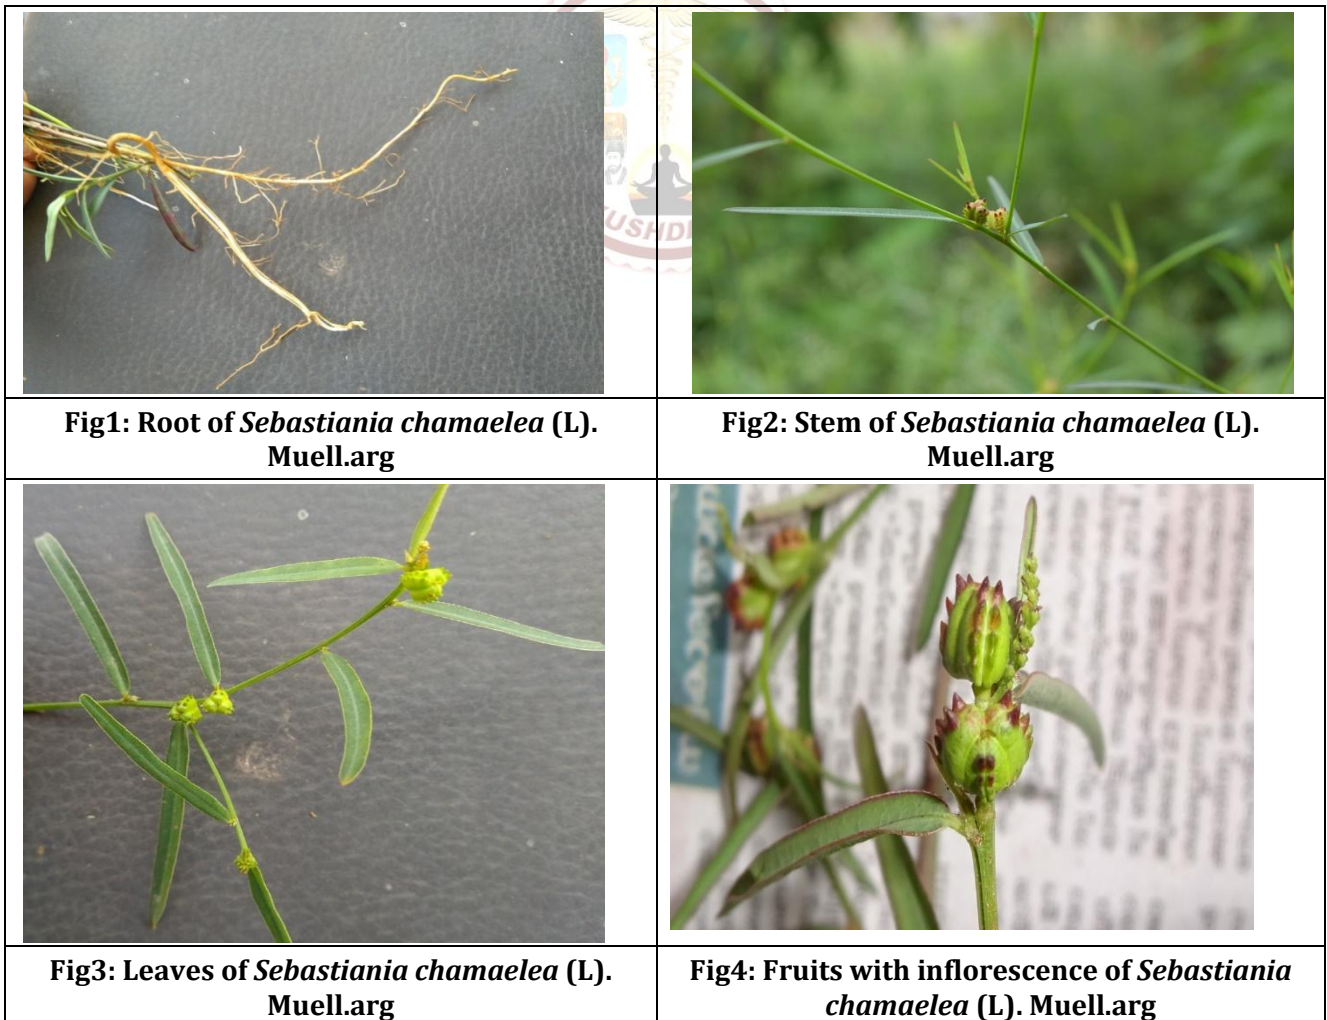 KUSHD
Fig1: Root of Sebastiania chamaelea (L).
Muell.arg
Fig2: Stem of Sebastiania chamaelea (L).
Muell.arg
Fig3: Leaves of Sebastiania chamaelea (L).
Muell.arg
Fig4: Fruits with inflorescence of Sebastiania
chamaelea (L). Muell.arg